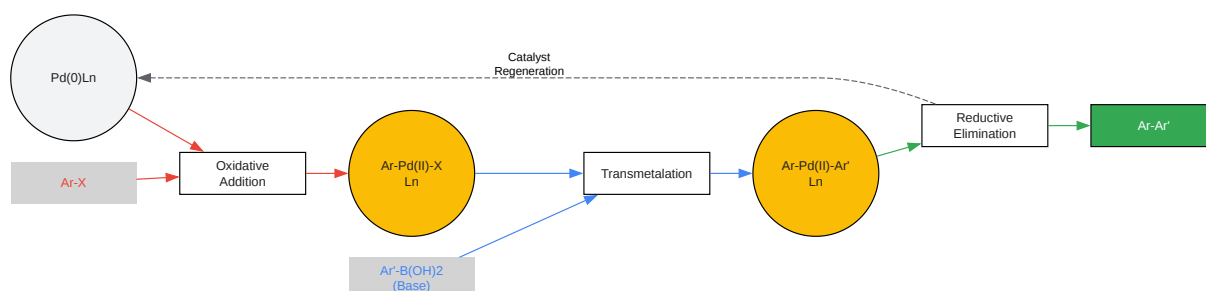 Catalyst
Regeneration
Pd(0)Ln
Ar-X
Oxidative
Addition
Ar-Pd(II)-X
Ln
Ar'-B(OH)2
(Base)
Transmetalation
Ar-Pd(II)-Ar'
Ln
Reductive
Elimination
Ar-Ar'